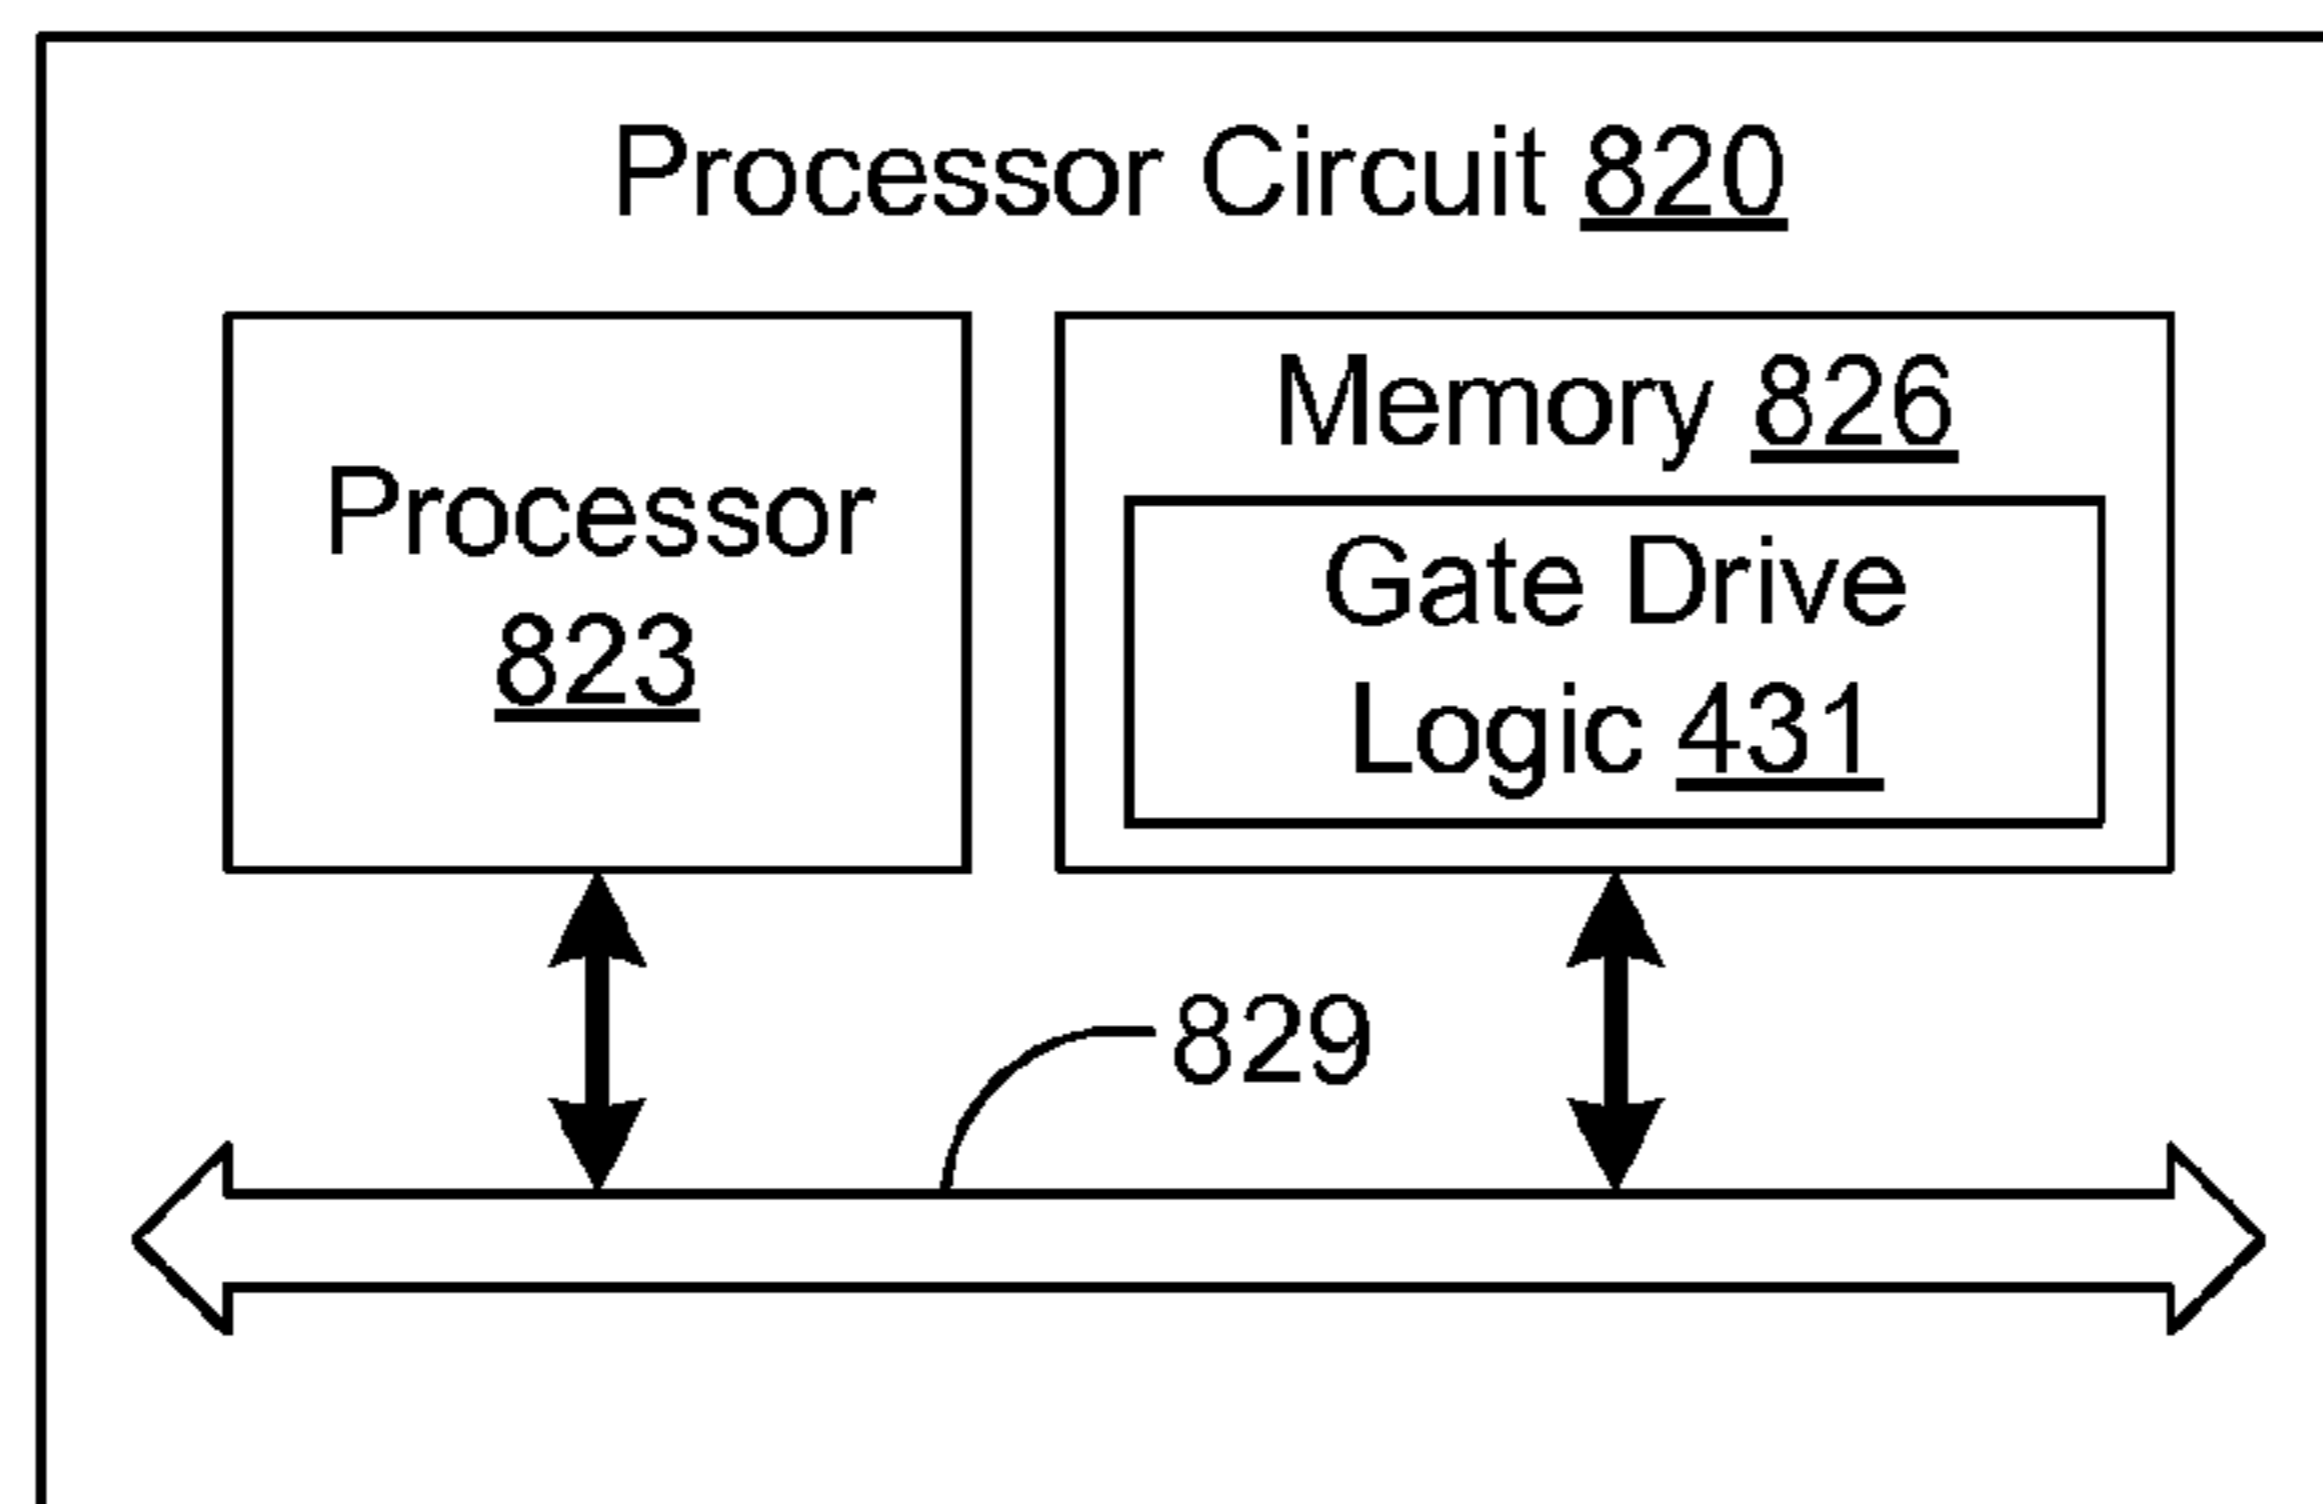 Processor Circuit 820
Processor
823
Memory 826
Gate Drive
Logic 431
829